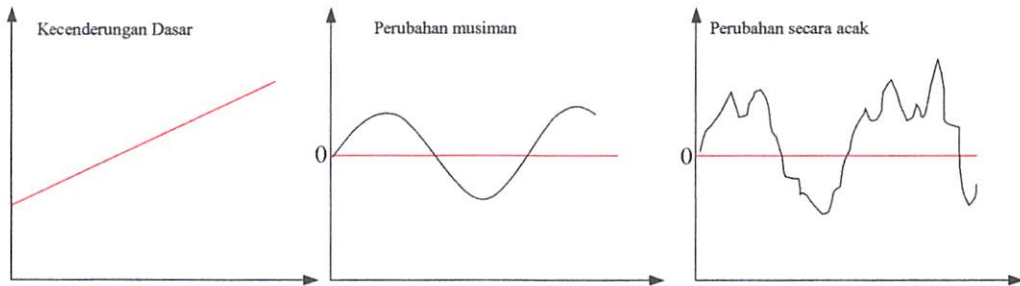 Kecenderungan Dasar
Perubahan musiman
0
Perubahan secara acak
0